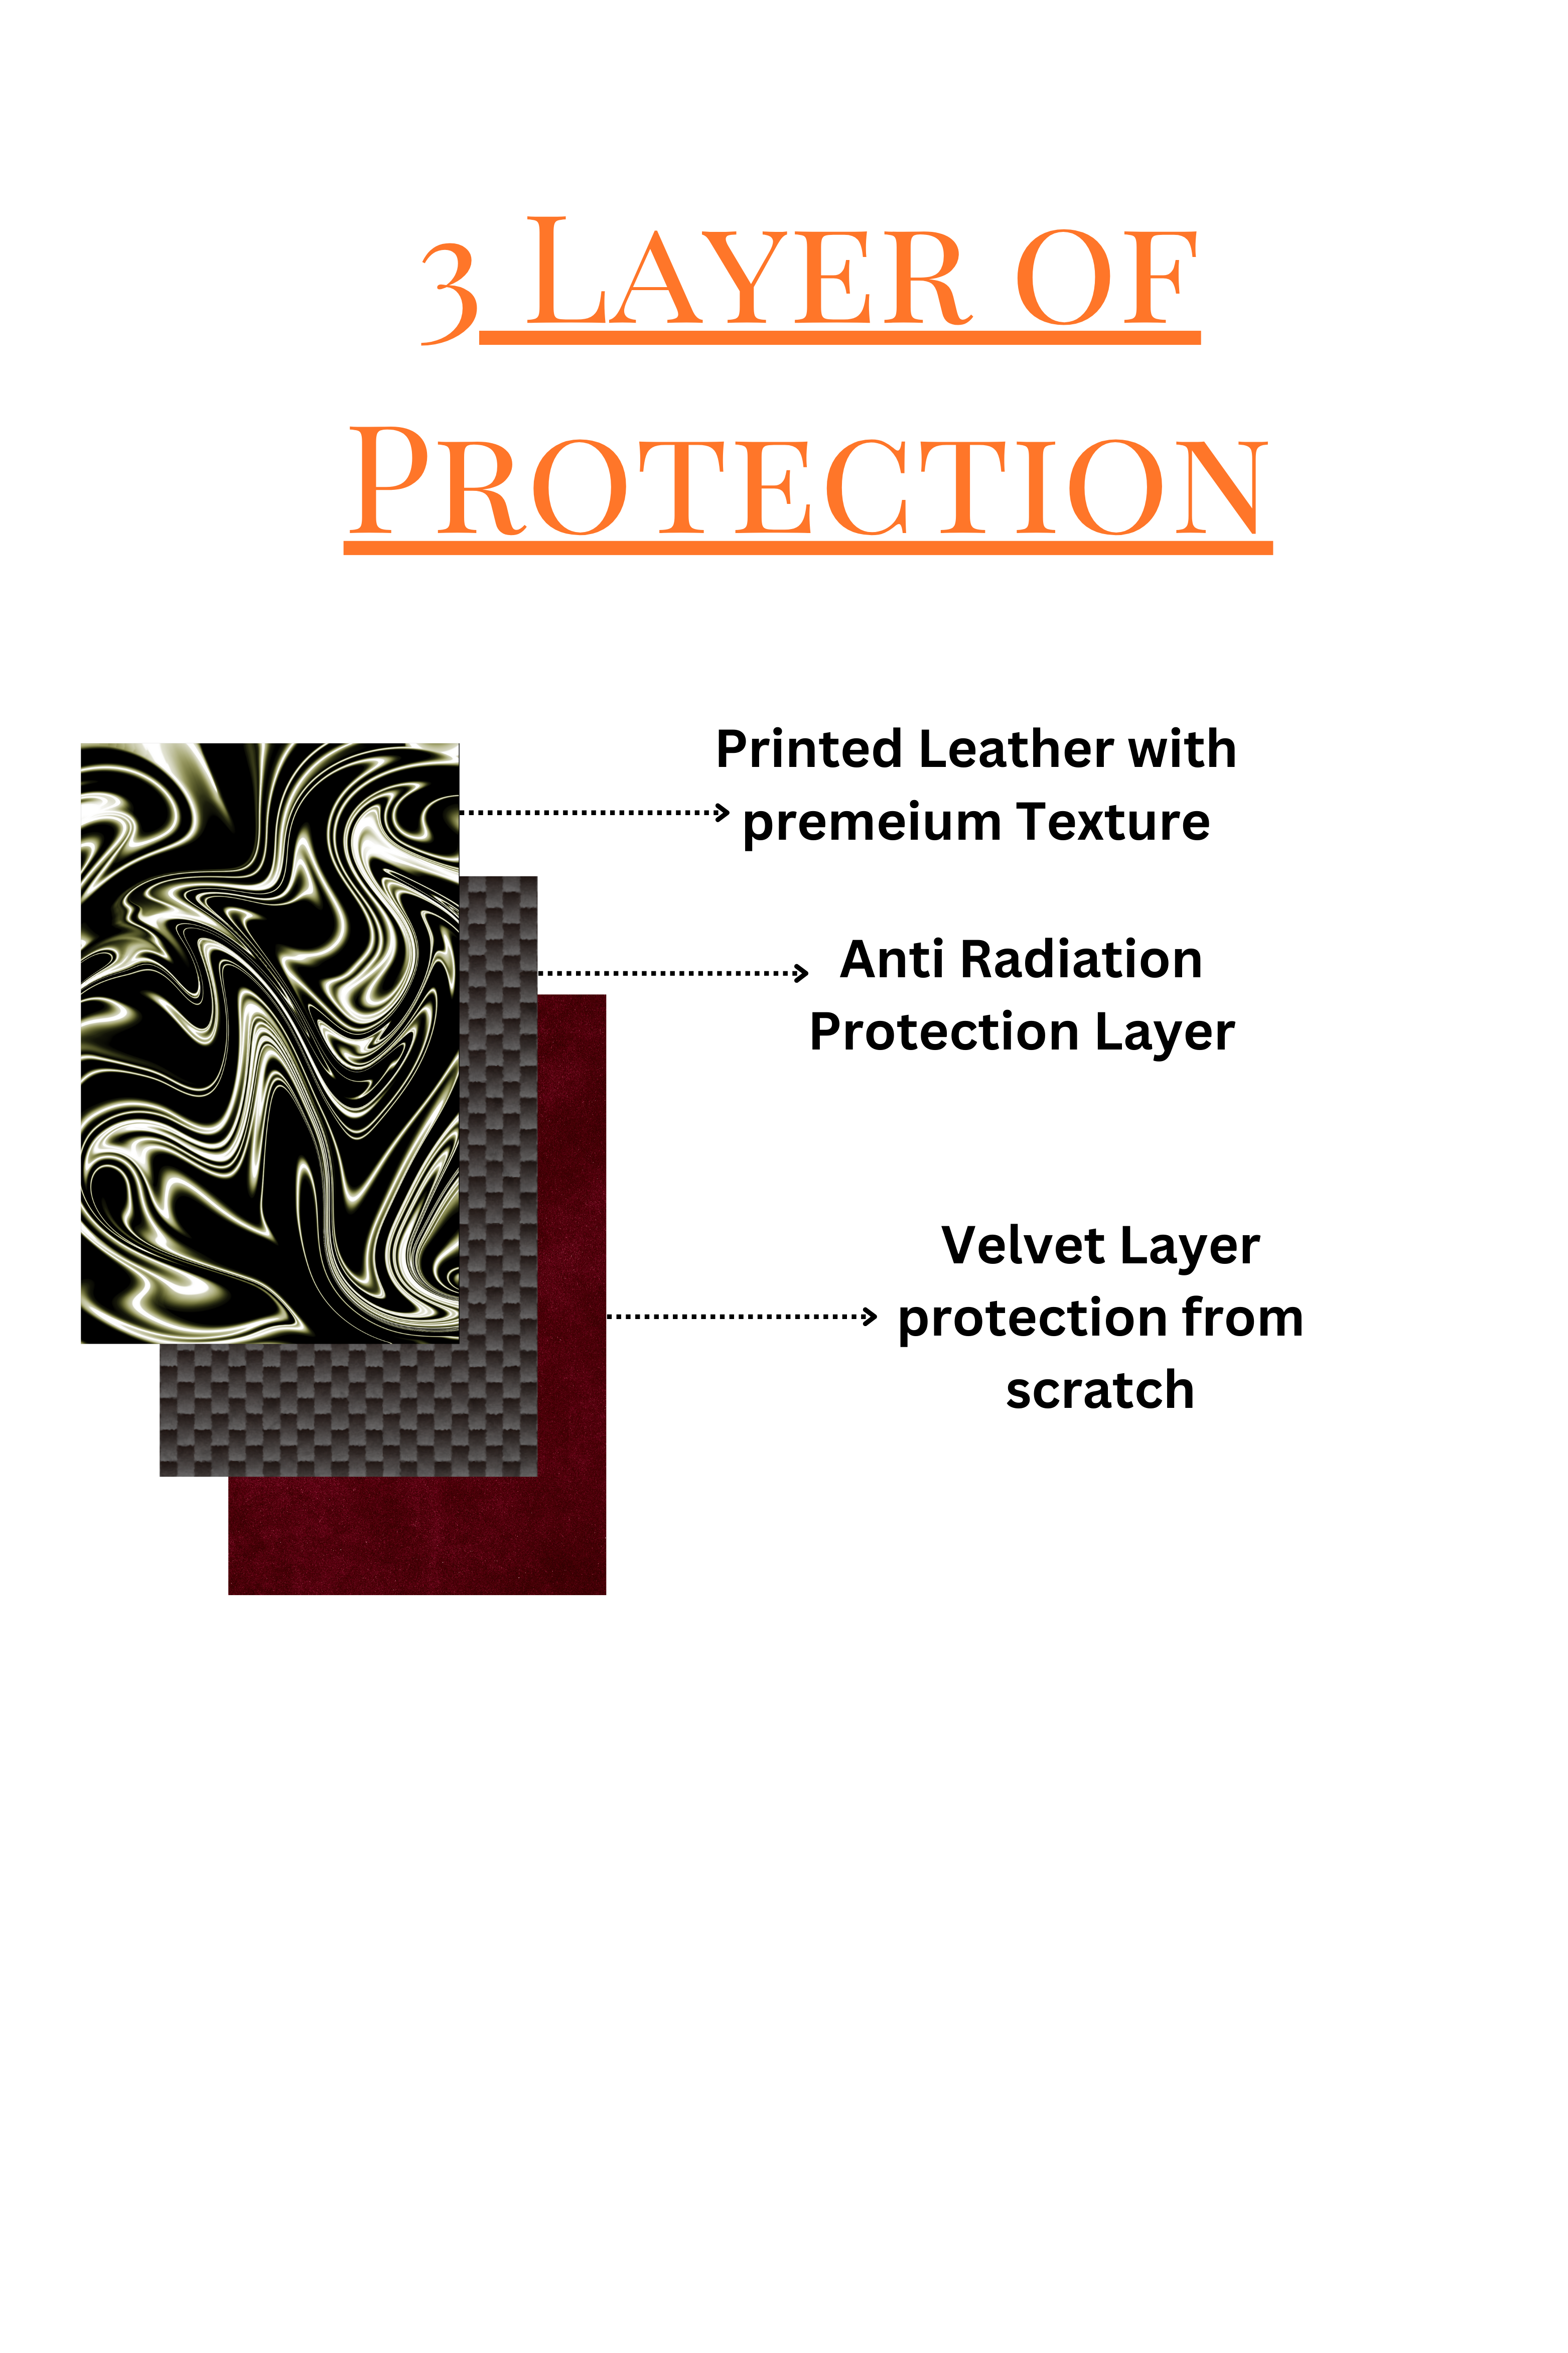 3 Layer of
Protection
Printed Leather with
premeium Texture
Anti Radiation
Protection Layer
Velvet Layer
protection from
scratch